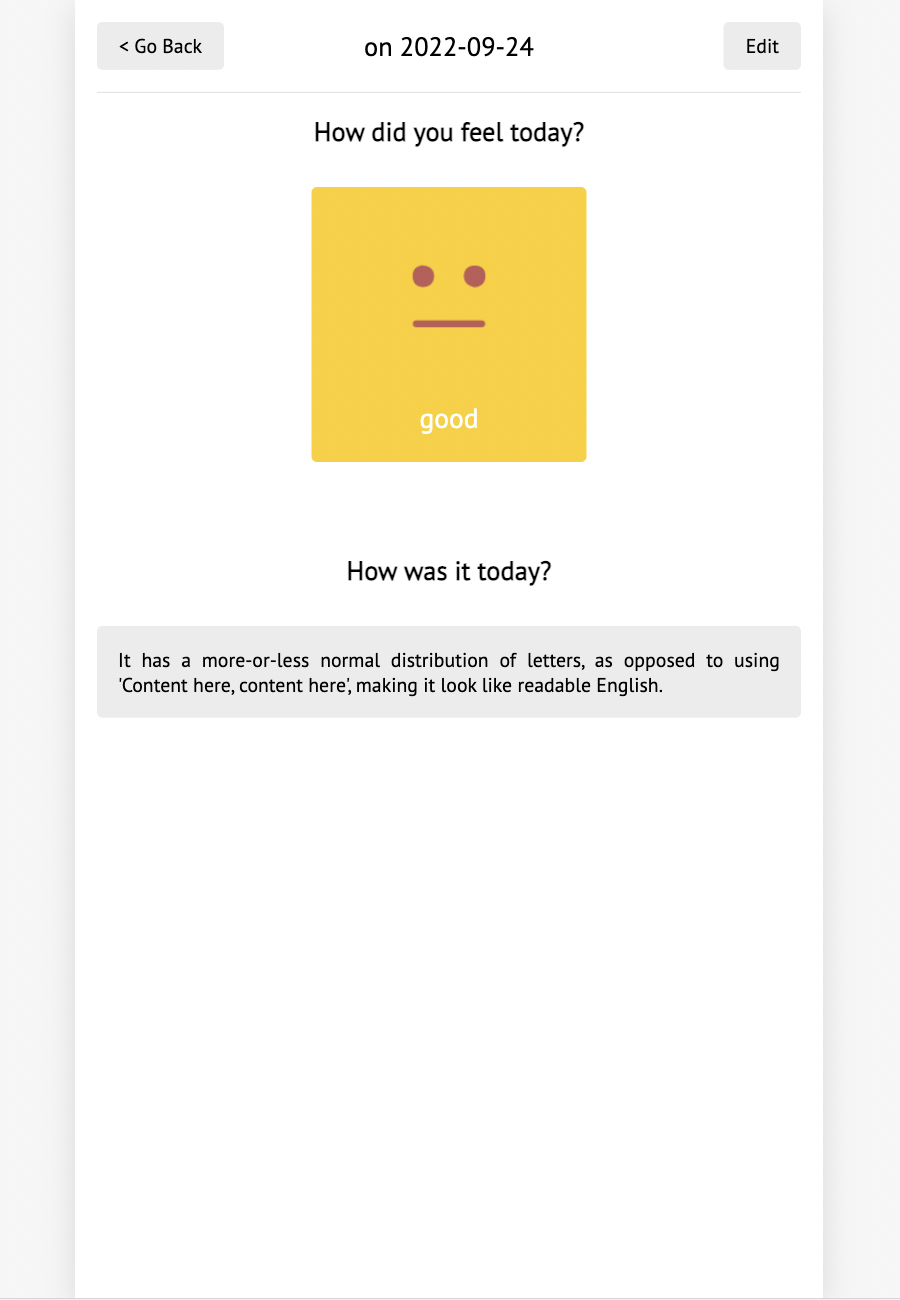 < Go Back
on 2022-09-24
Edit
How did you feel today?
good
How was it today?
It has a more-or-less normal distribution of letters, as opposed to using
'Content here, content here', making it look like readable English.